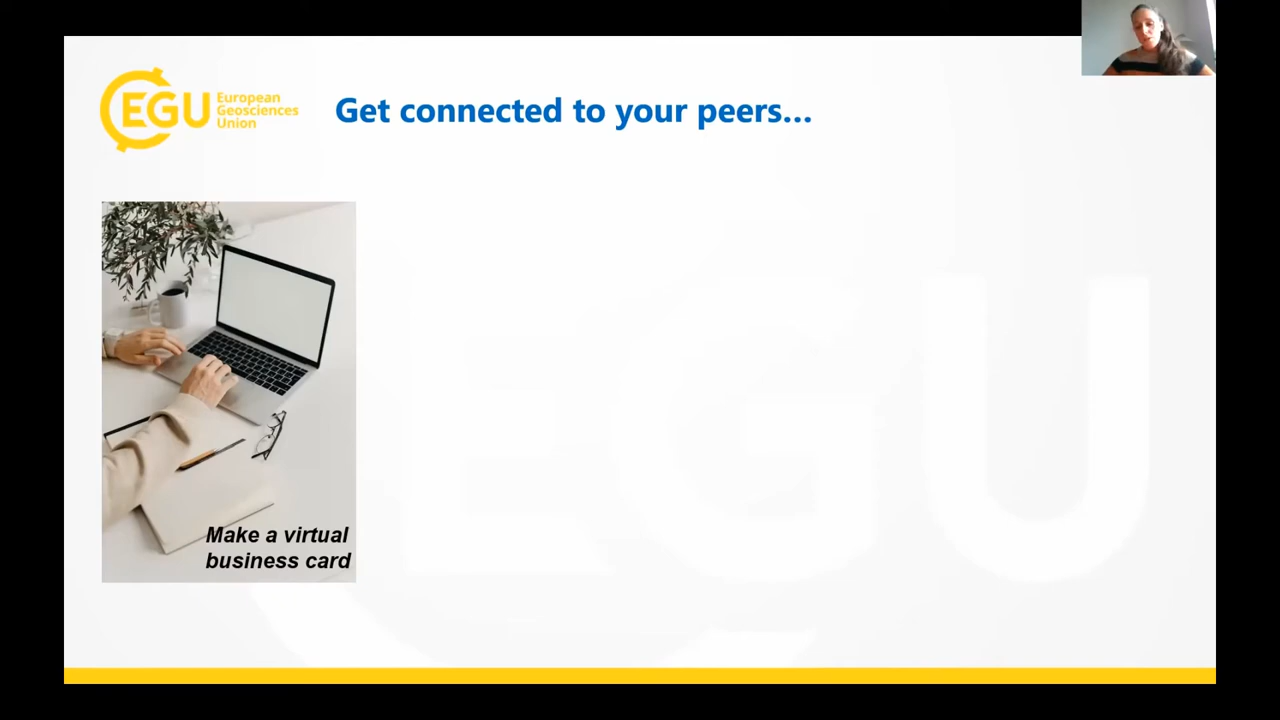 EGU
European
Geosciences
Union
Get connected to your peers...
Make a virtual
business card